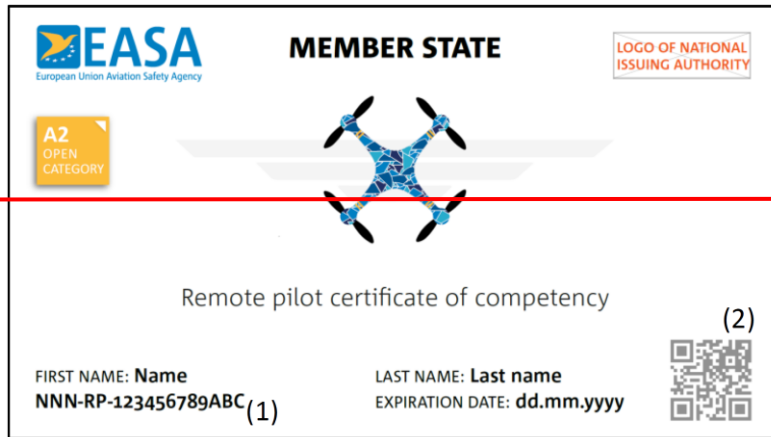 EASA
European Union Aviation Safety Agency
MEMBER STATE
LOGO OF NATIONAL
ISSUING AUTHORITY
A2
OPEN
CATEGORY
Remote pilot certificate of competency
(2)
FIRST NAME: Name
LAST NAME: Last name
NNN-RP-123456789ABC (1)
EXPIRATION DATE: dd.mm.yyyy